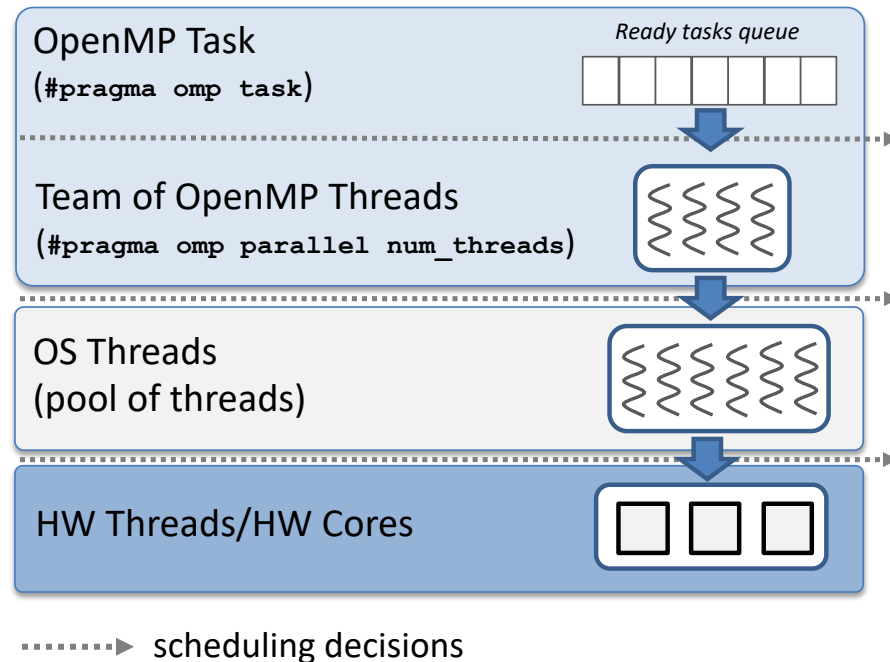 OpenMP Task
(#pragma omp task)
Ready tasks queue
Team of OpenMP Threads
(#pragma omp parallel num_threads)
OS Threads
(pool of threads)
HW Threads/HW Cores
scheduling decisions